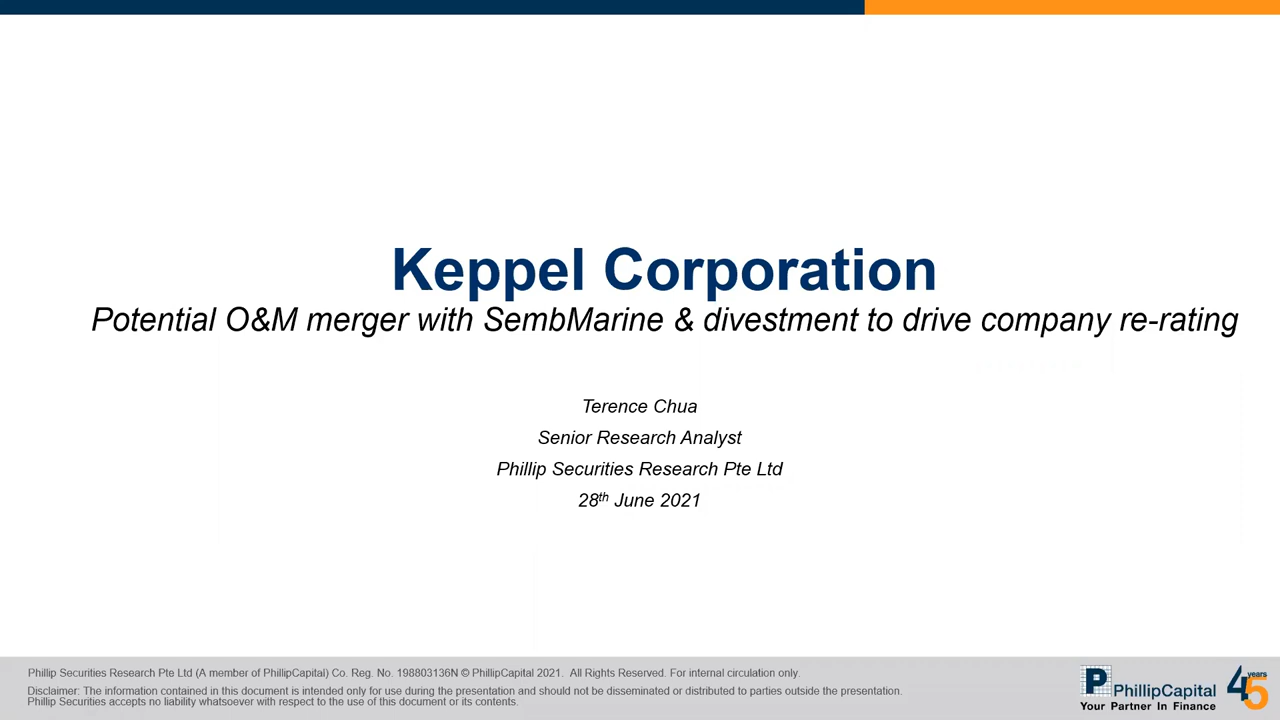 Keppel Corporation
Potential O&M merger with SembMarine & divestment to drive company re-rating
Terence Chua
Senior Research Analyst
Phillip Securities Research Pte Ltd
28th June 2021
Phillip Securities Research Pte Ltd (A member of PhillipCapital) Co. Reg. No. 198803136N © PhillipCapital 2021. All Rights Reserved. For internal circulation only.
Disclaimer: The information contained in this document is intended only for use during the presentation and should not be disseminated or distributed to parties outside the presentation.
Phillip Securities accepts no liability whatsoever with respect to the use of this document or its contents.
P PhillipCapital
Your Partner In Finance
45 years